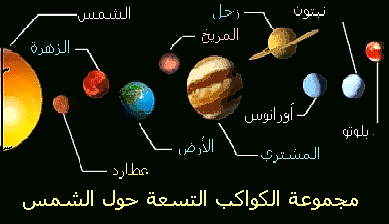 الشمس
زحل
نبتون
المريخ
الزهرة
أورانوس
بلوتو
الأرض
المشتري
عطارد
مجموعة الكواكب التسعة حول الشمس